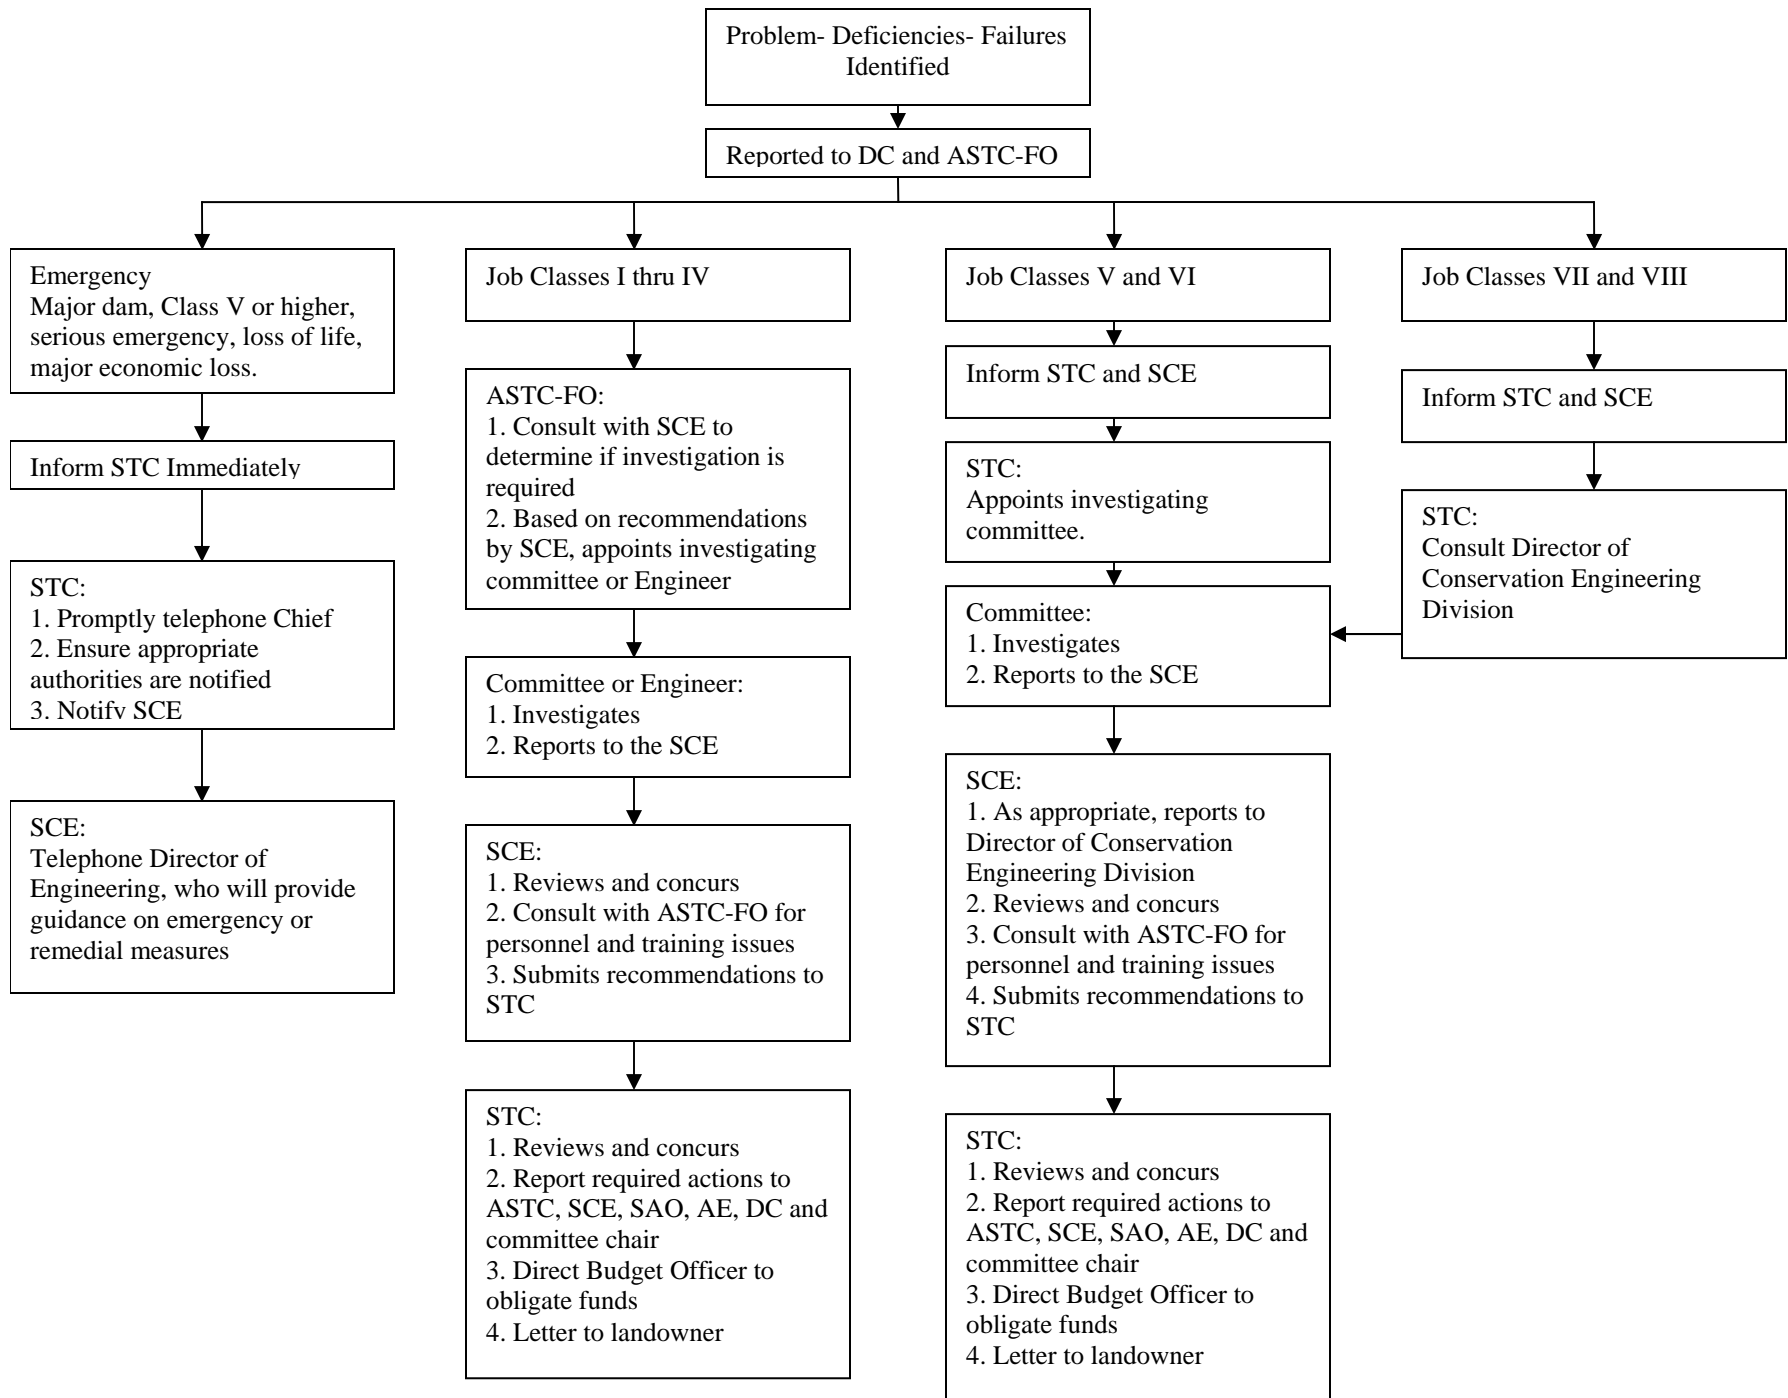 Problem- Deficiencies- Failures
Identified
Reported to DC and ASTC-FO
Emergency
Major dam, Class V or higher,
serious emergency, loss of life,
major economic loss.
Inform STC Immediately
STC:
1. Promptly telephone Chief
2. Ensure appropriate
authorities are notified
3. Notify SCE
SCE:
Telephone Director of
Engineering, who will provide
guidance on emergency or
remedial measures
Job Classes I thru IV
ASTC-FO:
1. Consult with SCE to
determine if investigation is
required
2. Based on recommendations
by SCE, appoints investigating
committee or Engineer
Committee or Engineer:
1. Investigates
2. Reports to the SCE
SCE:
1. Reviews and concurs
2. Consult with ASTC-FO for
personnel and training issues
3. Submits recommendations to
STC
STC:
1. Reviews and concurs
2. Report required actions to
ASTC, SCE, SAO, AE, DC and
committee chair
3. Direct Budget Officer to
obligate funds
4. Letter to landowner
Job Classes V and VI
Inform STC and SCE
STC:
Appoints investigating
committee.
Committee:
1. Investigates
2. Reports to the SCE
SCE:
1. As appropriate, reports to
Director of Conservation
Engineering Division
2. Reviews and concurs
3. Consult with ASTC-FO for
personnel and training issues
4. Submits recommendations to
STC
STC:
1. Reviews and concurs
2. Report required actions to
ASTC, SCE, SAO, AE, DC and
committee chair
3. Direct Budget Officer to
obligate funds
4. Letter to landowner
Job Classes VII and VIII
Inform STC and SCE
STC:
Consult Director of
Conservation Engineering
Division